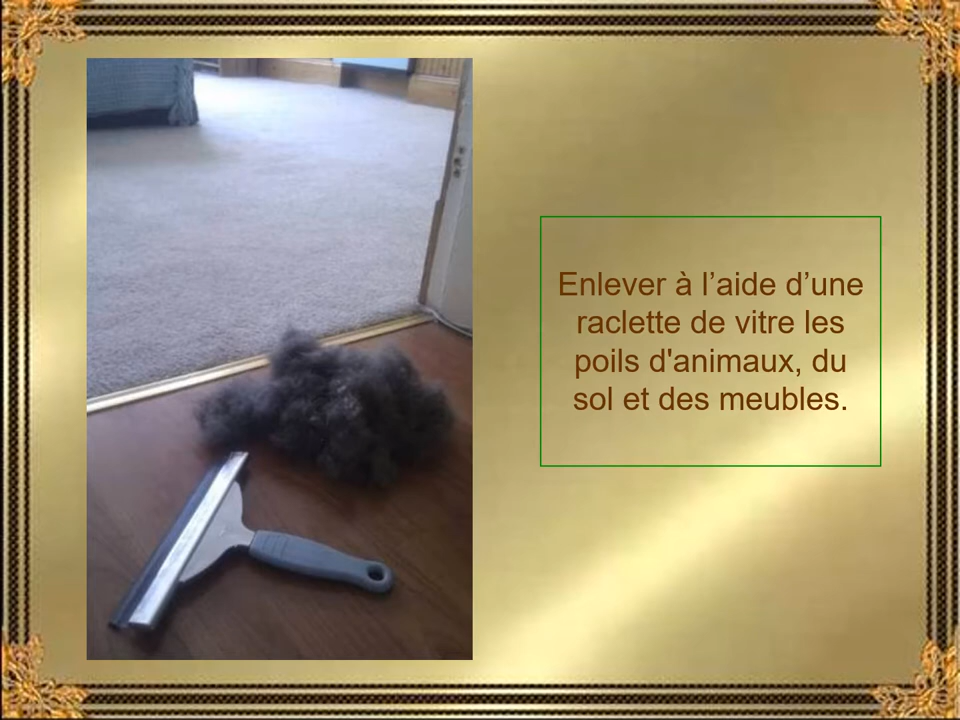 Enlever à l’aide d’une
raclette de vitre les
poils d'animaux, du
sol et des meubles.